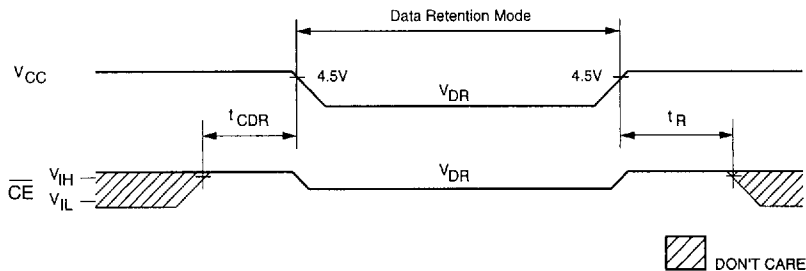 Data Retention Mode
VCC
4.5V
VDR
4.5V
tCDR
tR
CE
VIH
VIL
VDR
DON'T CARE